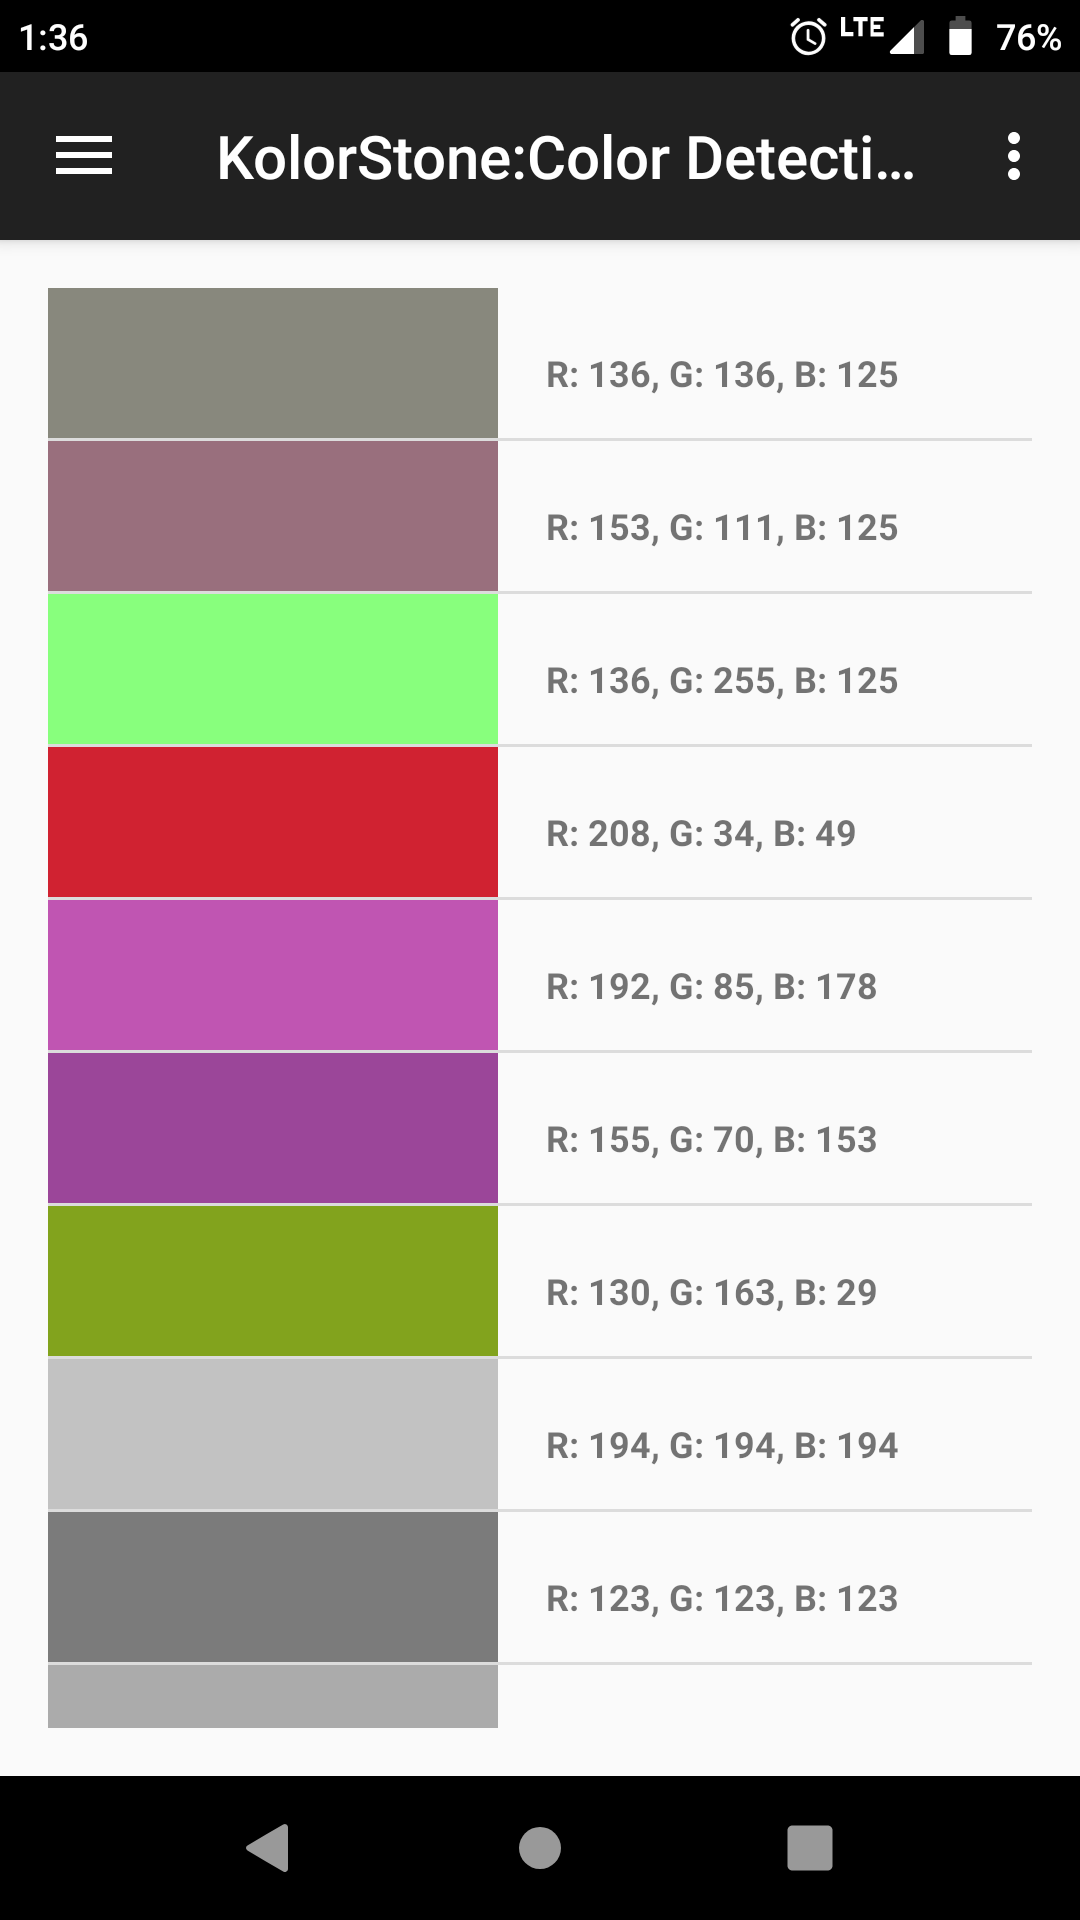 1:36
LTE
76%
KolorStone:Color Detecti...
R: 136, G: 136, B: 125
R: 153, G: 111, B: 125
R: 136, G: 255, B: 125
R: 208, G: 34, B: 49
R: 192, G: 85, B: 178
R: 155, G: 70, B: 153
R: 130, G: 163, B: 29
R: 194, G: 194, B: 194
R: 123, G: 123, B: 123